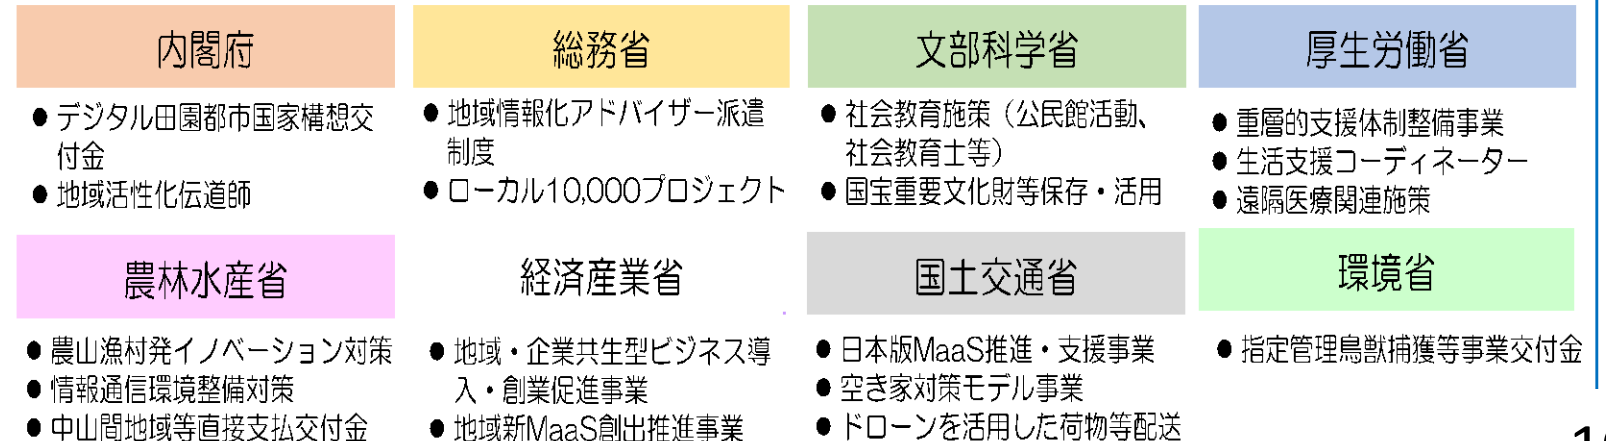 内閣府
● デジタル田園都市国家構想交
付金
● 地域活性化伝道師
総務省
● 地域情報化アドバイザー派遣
制度
● ローカル10,000プロジェクト
文部科学省
● 社会教育施策（公民館活動、
社会教育士等）
● 国宝重要文化財等保存・活用
厚生労働省
● 重層的支援体制整備事業
● 生活支援コーディネーター
● 遠隔医療関連施策
農林水産省
● 農山漁村発イノベーション対策
● 情報通信環境整備対策
● 中山間地域等直接支払交付金
経済産業省
● 地域・企業共生型ビジネス導
入・創業促進事業
● 地域新MaaS創出推進事業
国土交通省
● 日本版MaaS推進・支援事業
● 空き家対策モデル事業
● ドローンを活用した荷物等配送
環境省
● 指定管理鳥獣捕獲等事業交付金